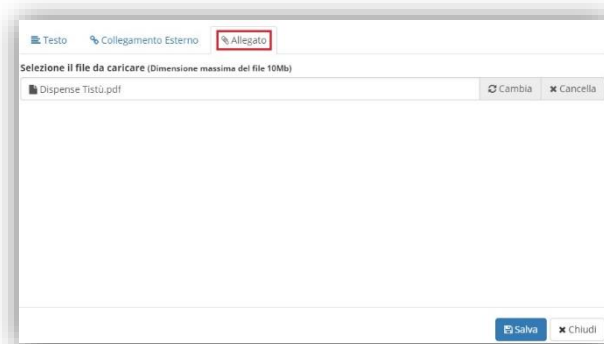 Testo Collegamento Esterno Allegato
Selezione il file da caricare (Dimensione massima del file 10Mb)
Dispense Tistù.pdf Cambia Cancella
Salva Chiudi